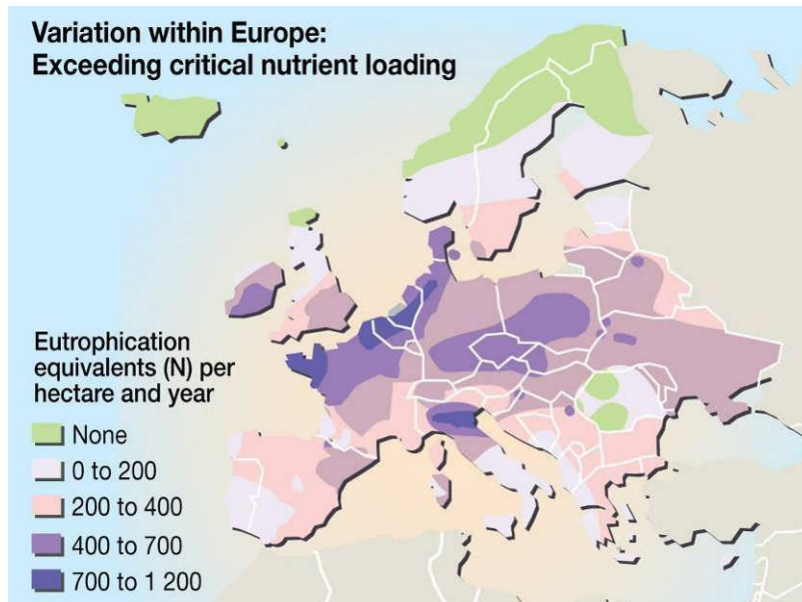 Variation within Europe:
Exceeding critical nutrient loading
Eutrophication
equivalents (N) per
hectare and year
None
0 to 200
200 to 400
400 to 700
700 to 1 200